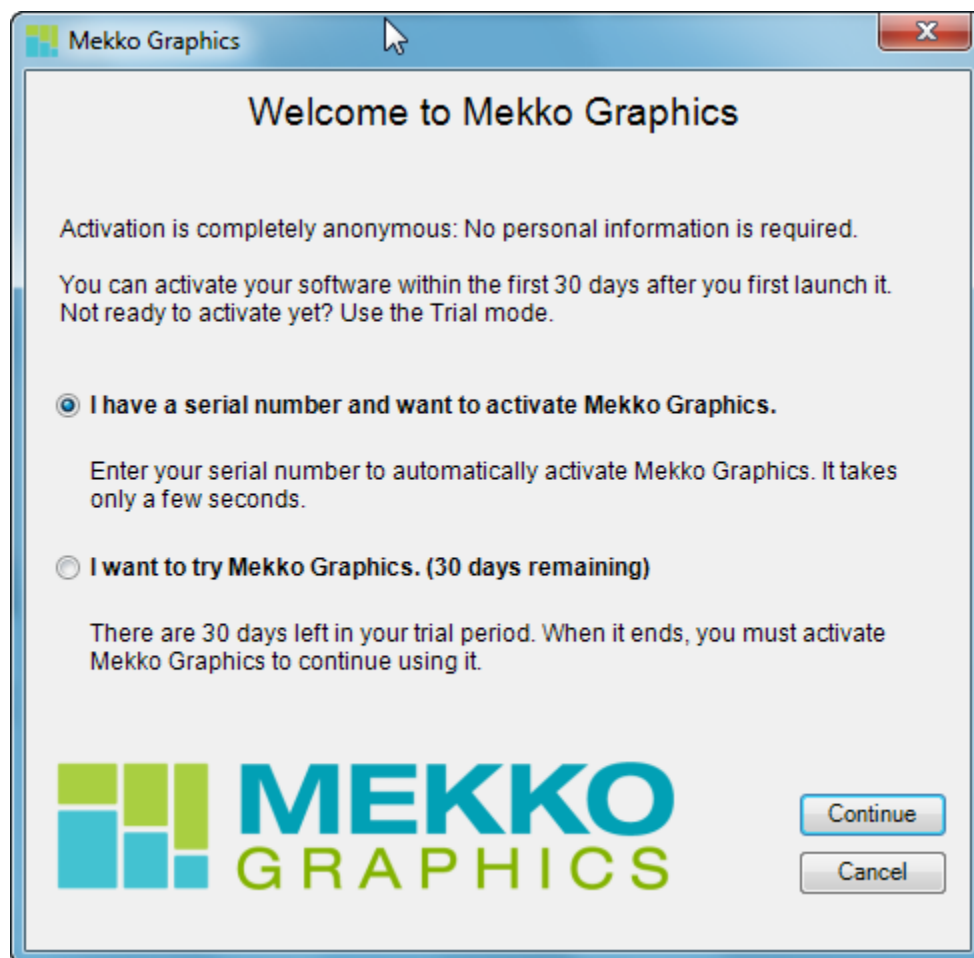 Mekko Graphics
Welcome to Mekko Graphics
Activation is completely anonymous: No personal information is required.
You can activate your software within the first 30 days after you first launch it.
Not ready to activate yet? Use the Trial mode.
I have a serial number and want to activate Mekko Graphics.
Enter your serial number to automatically activate Mekko Graphics. It takes
only a few seconds.
I want to try Mekko Graphics. (30 days remaining)
There are 30 days left in your trial period. When it ends, you must activate
Mekko Graphics to continue using it.
MEKKO
GRAPHICS
Continue
Cancel